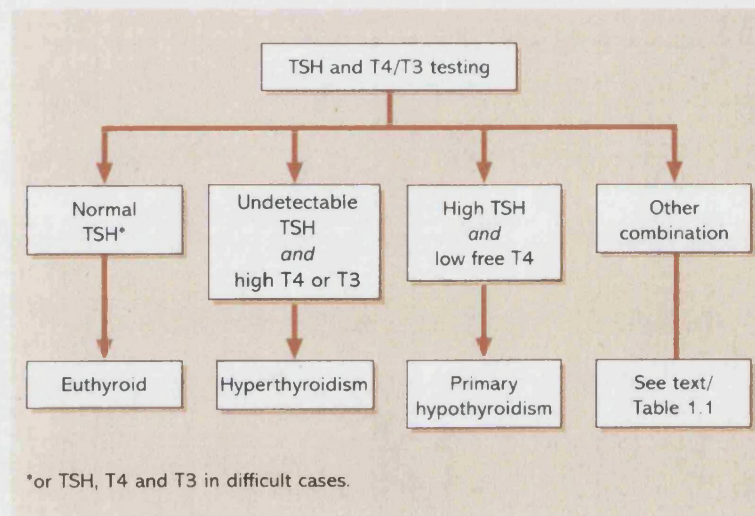 TSH and T4/T3 testing
Normal
TSH*
Undetectable
TSH
and
high T4 or T3
High TSH
and
low free T4
Other
combination
Euthyroid
Hyperthyroidism
Primary
hypothyroidism
See text/
Table 1.1
*or TSH, T4 and T3 in difficult cases.